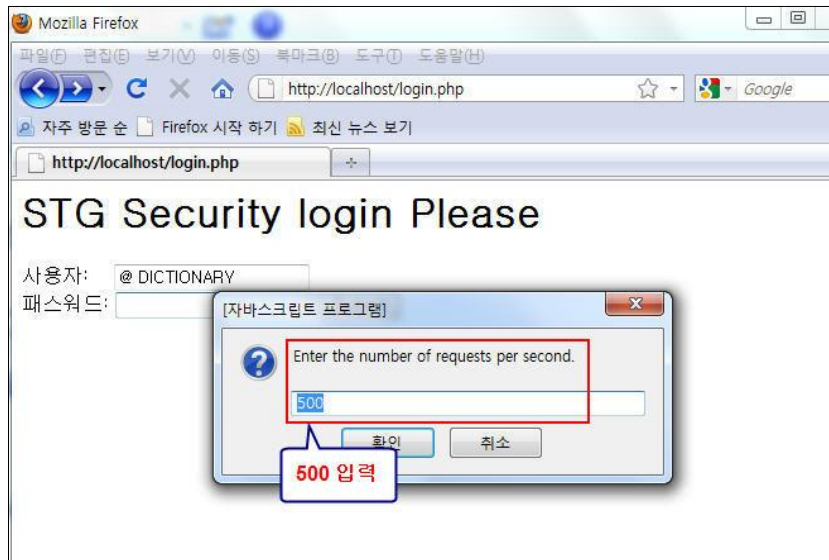 Mozilla Firefox
파일(F) 편집(E) 보기(V) 이동(S) 북마크(B) 도구(T) 도움말(H)
http://localhost/login.php
Google
자주 방문 순 Firefox 시작 하기 최신 뉴스 보기
http://localhost/login.php
STG Security login Please
사용자: @ DICTIONARY
패스워드:
[자바스크립트 프로그램]
Enter the number of requests per second.
500
확인 취소
500 입력